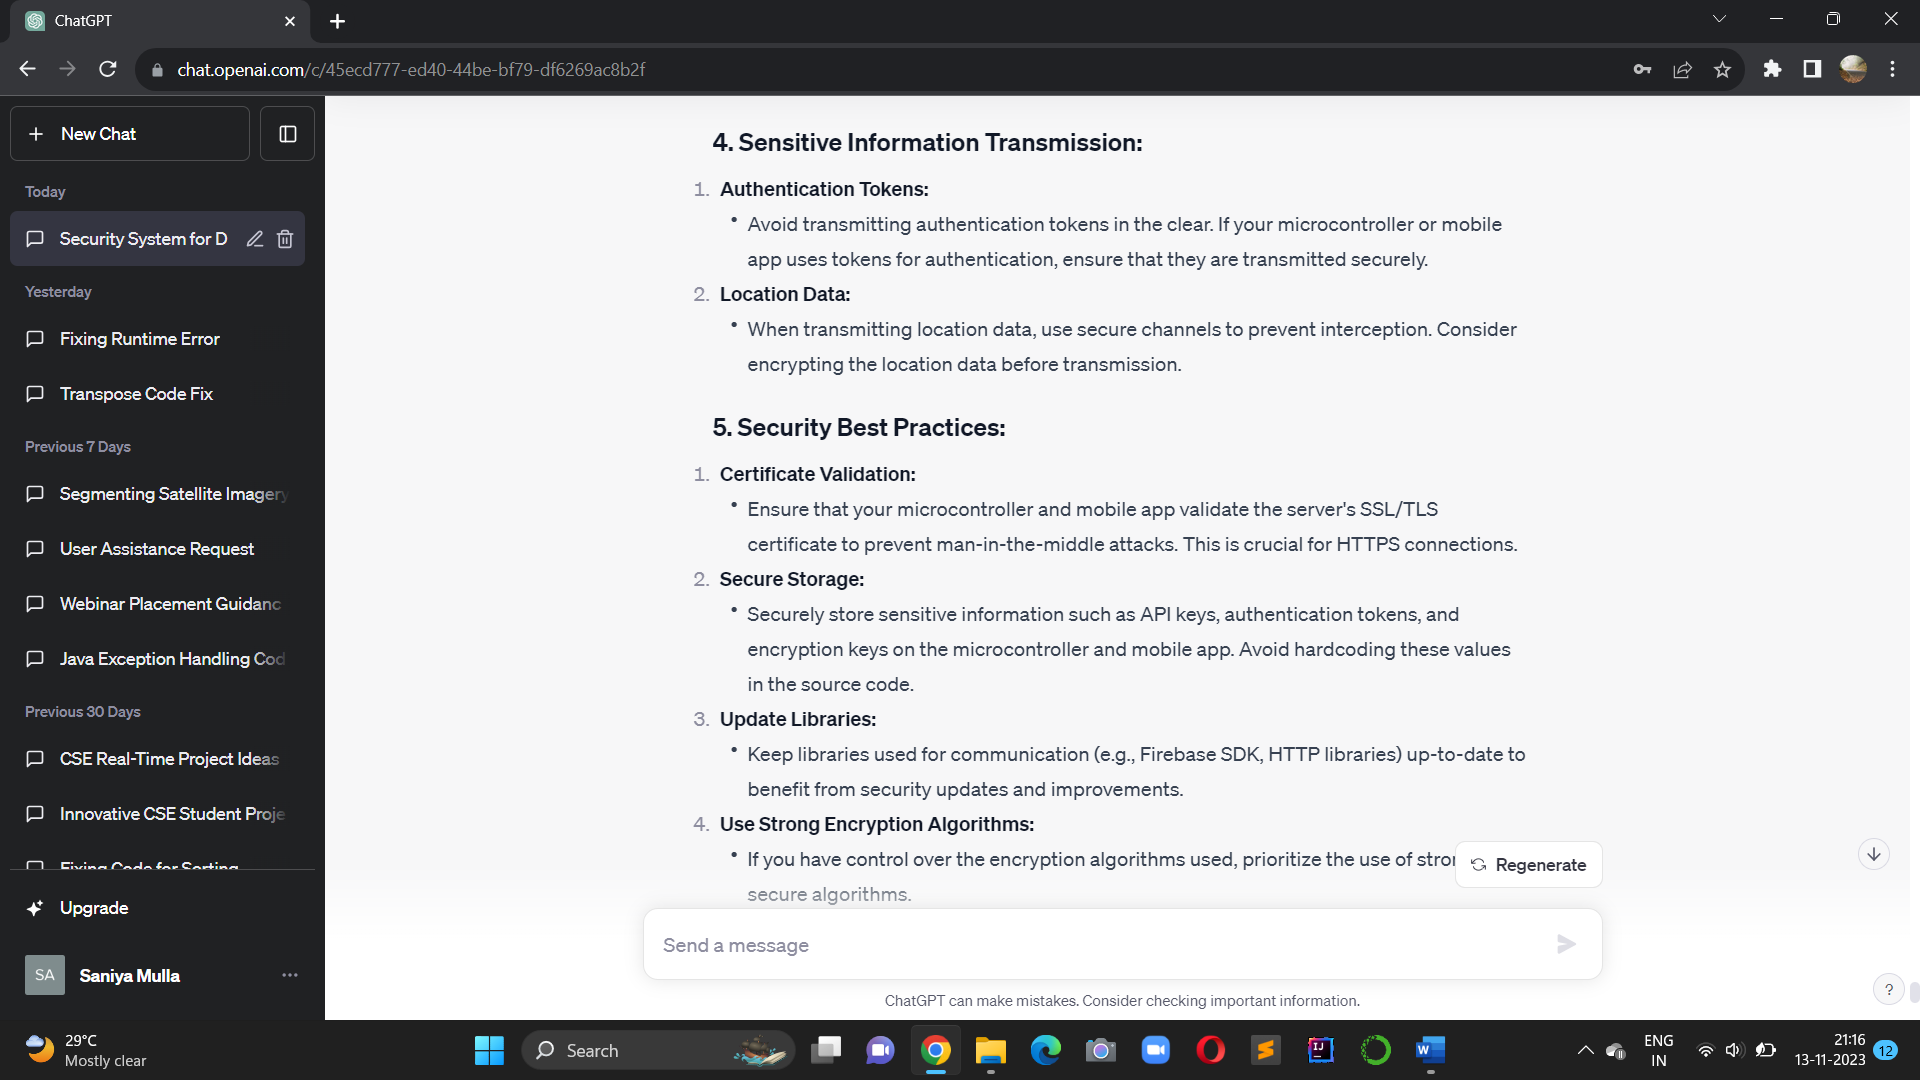 ChatGPT
chat.openai.com/c/45ecd777-ed40-44be-bf79-df6269ac8b2f
New Chat
Today
Security System for D
Yesterday
Fixing Runtime Error
Transpose Code Fix
Previous 7 Days
Segmenting Satellite Imagery
User Assistance Request
Webinar Placement Guidanc
Java Exception Handling Cod
Previous 30 Days
CSE Real-Time Project Ideas
Innovative CSE Student Proje
Fixing Code for Sorting
Upgrade
SA
Saniya Mulla
4. Sensitive Information Transmission:
1. Authentication Tokens:
• Avoid transmitting authentication tokens in the clear. If your microcontroller or mobile
app uses tokens for authentication, ensure that they are transmitted securely.
2. Location Data:
• When transmitting location data, use secure channels to prevent interception. Consider
encrypting the location data before transmission.
5. Security Best Practices:
1. Certificate Validation:
• Ensure that your microcontroller and mobile app validate the server's SSL/TLS
certificate to prevent man-in-the-middle attacks. This is crucial for HTTPS connections.
2. Secure Storage:
• Securely store sensitive information such as API keys, authentication tokens, and
encryption keys on the microcontroller and mobile app. Avoid hardcoding these values
in the source code.
3. Update Libraries:
• Keep libraries used for communication (e.g., Firebase SDK, HTTP libraries) up-to-date to
benefit from security updates and improvements.
4. Use Strong Encryption Algorithms:
• If you have control over the encryption algorithms used, prioritize the use of stro
secure algorithms.
Regenerate
Send a message
ChatGPT can make mistakes. Consider checking important information.
?
29°C
Mostly clear
Search
IJ
W
ENG
IN
21:16
13-11-2023
12